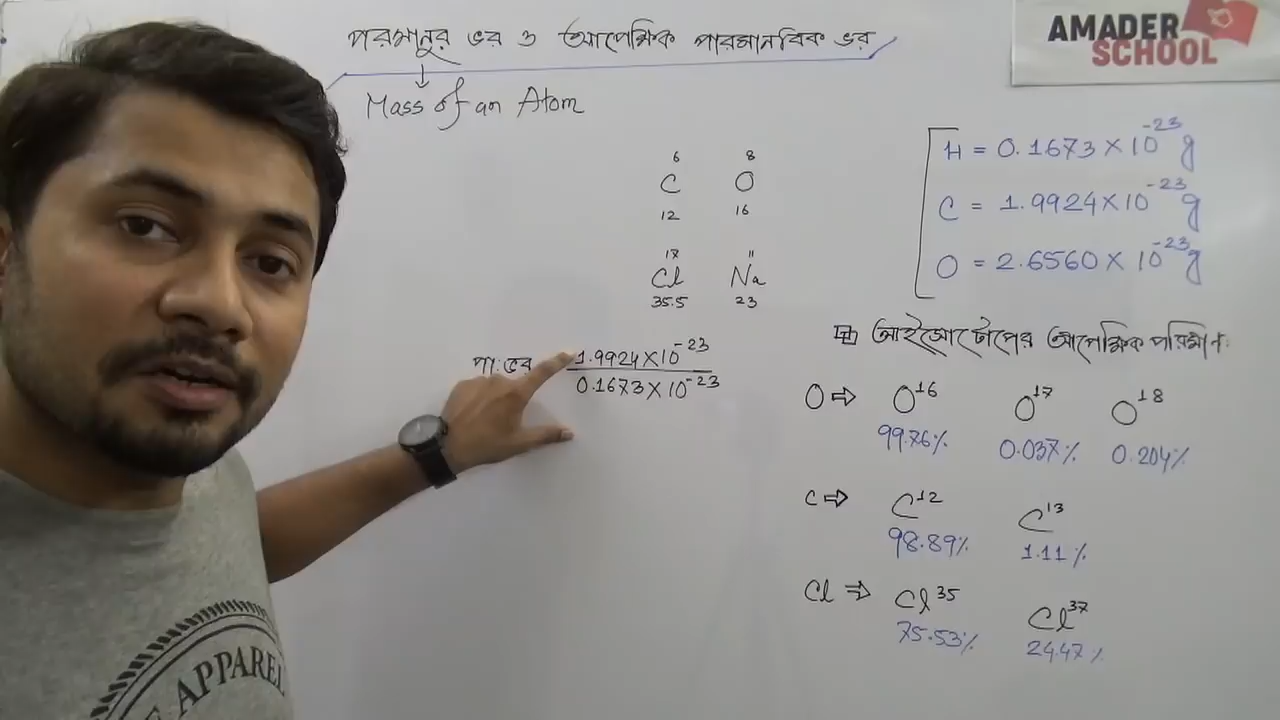 পরমানুর ভর ও আপেক্ষিক পারমানবিক ভর
AMADER
SCHOOL
Mass of an Atom
6 8
C O
12 16
17 11
Cl Na
35.5 23
H = 0.1673 × 10⁻²³ g
C = 1.9924 × 10⁻²³ g
O = 2.6560 × 10⁻²³ g
পা: ভর 1.9924 × 10⁻²³
0.1673 × 10⁻²³
আইসোটোপের আপেক্ষিক পরিমাণ:
O ⇒ O¹⁶ O¹⁷ O¹⁸
99.76% 0.037% 0.204%
C ⇒ C¹² C¹³
98.89% 1.11%
Cl ⇒ Cl³⁵ Cl³⁷
75.53% 24.47%
APPAREL